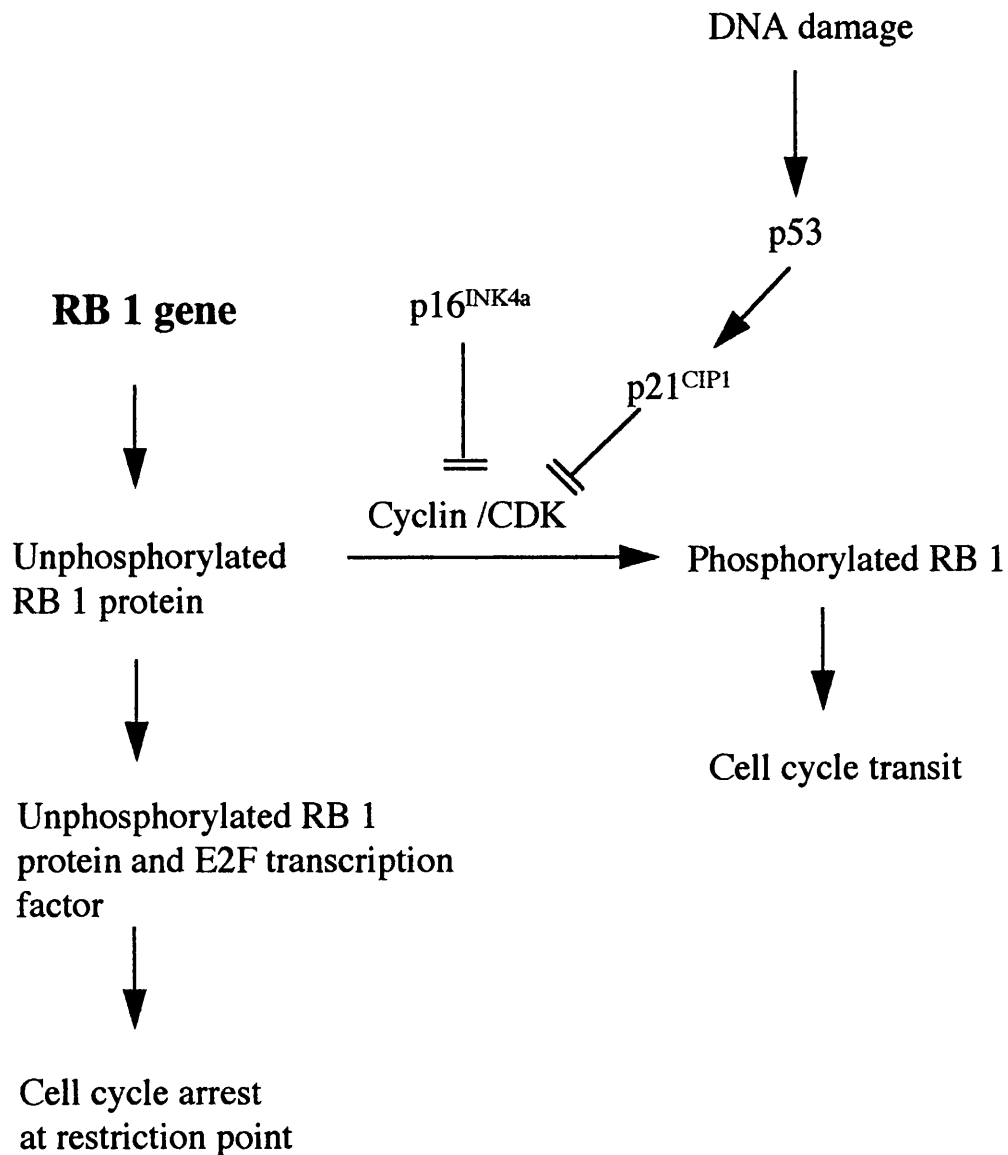 DNA damage
p53
RB 1 gene
p16INK4a
p21CIP1
Cyclin /CDK
Unphosphorylated
RB 1 protein
Phosphorylated RB 1
Cell cycle transit
Unphosphorylated RB 1
protein and E2F transcription
factor
Cell cycle arrest
at restriction point